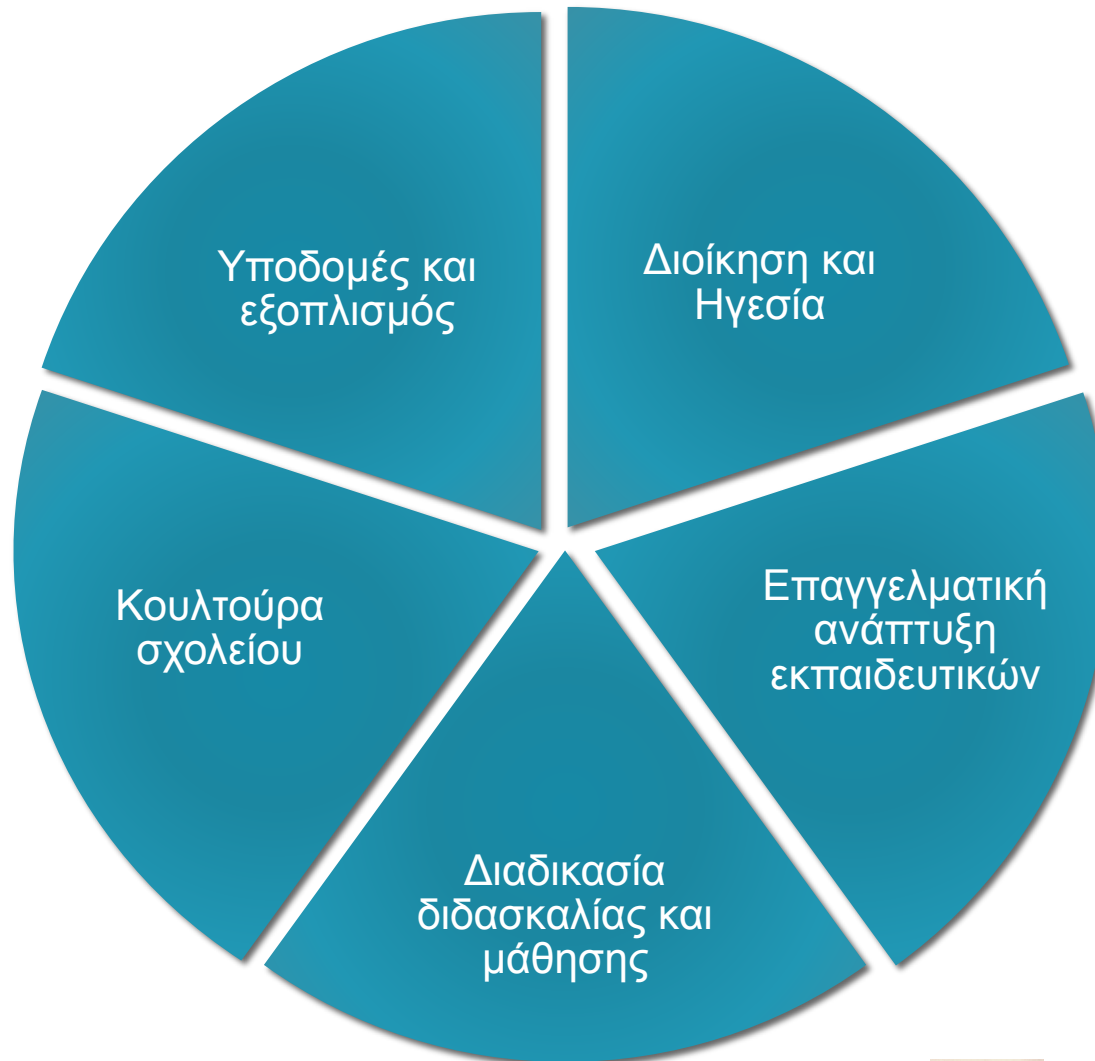 Υποδομές και
εξοπλισμός
Διοίκηση και
Ηγεσία
Κουλτούρα
σχολείου
Επαγγελματική
ανάπτυξη
εκπαιδευτικών
Διαδικασία
διδασκαλίας και
μάθησης